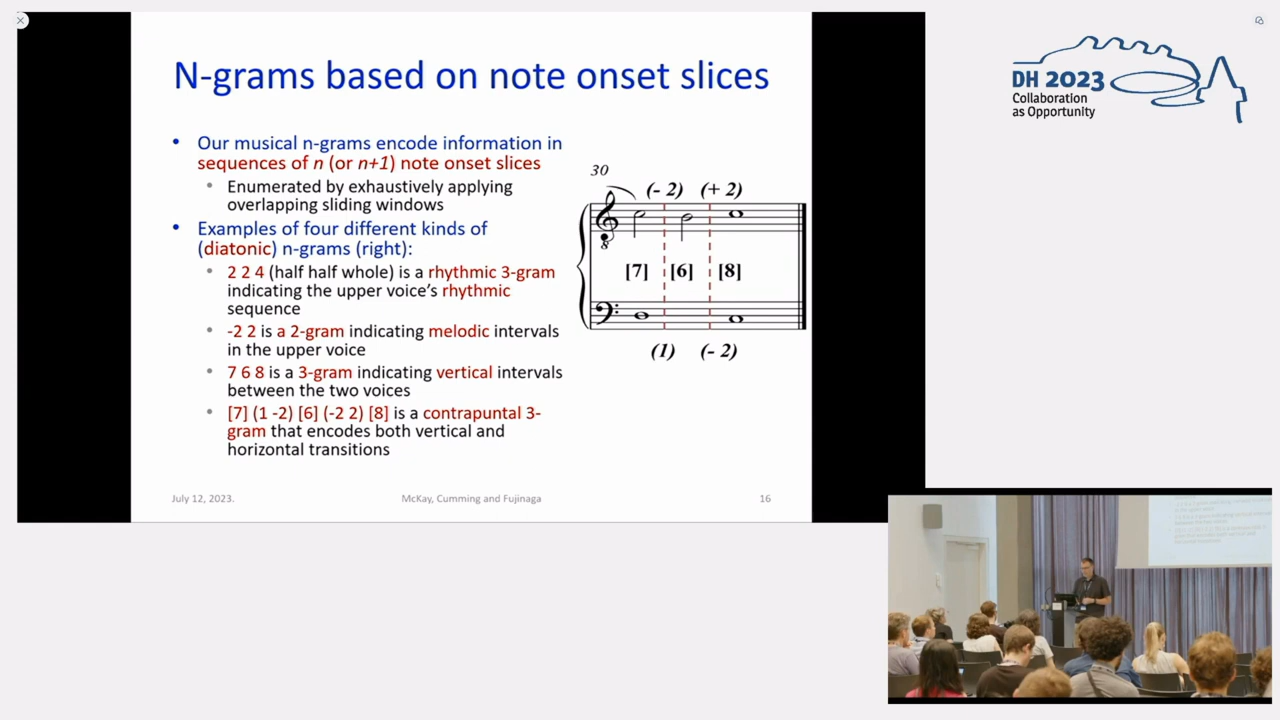 N-grams based on note onset slices
• Our musical n-grams encode information in
sequences of n (or n+1) note onset slices
• Enumerated by exhaustively applying
overlapping sliding windows
• Examples of four different kinds of
(diatonic) n-grams (right):
• 2 2 4 (half half whole) is a rhythmic 3-gram
indicating the upper voice's rhythmic
sequence
• -2 2 is a 2-gram indicating melodic intervals
in the upper voice
• 7 6 8 is a 3-gram indicating vertical intervals
between the two voices
• [7] (1 -2) [6] (-2 2) [8] is a contrapuntal 3-
gram that encodes both vertical and
horizontal transitions
30
(- 2) (+ 2)
8
[7] [6] [8]
(1) (- 2)
July 12, 2023.
McKay, Cumming and Fujinaga
16
DH 2023
Collaboration
as Opportunity